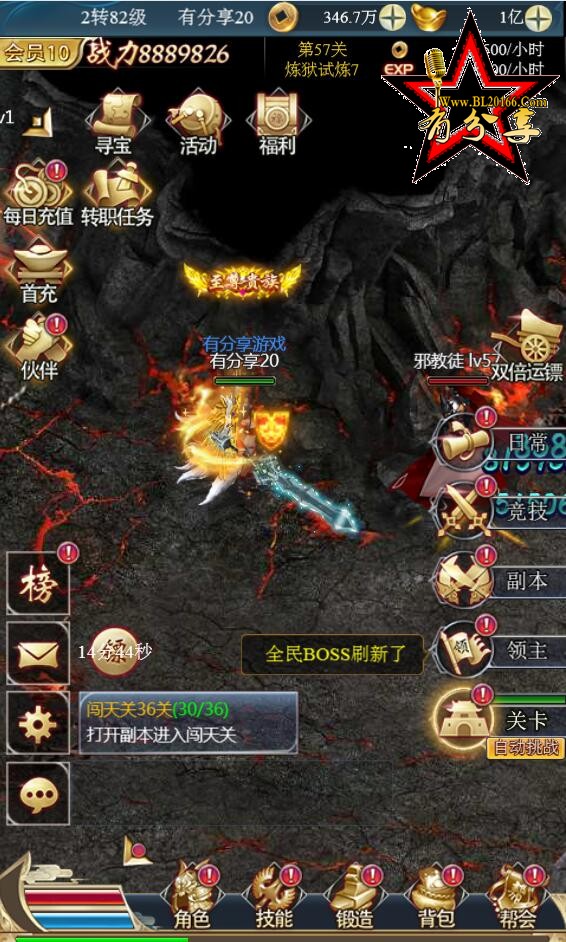 2转82级
有分享20
346.7万
1亿
会员10
战力8889826
第57关
炼狱试炼7
EXP
500/小时
00/小时
www.BL20166.Com
有分享
v1
寻宝
活动
福利
每日充值
转职任务
首充
伙伴
至尊贵族
有分享游戏
有分享20
邪教徒 lv57
双倍运镖
日常
竞技
副本
领主
领
关卡
自动挑战
榜
14分44秒
镖
全民BOSS刷新了
闯天关36关(30/36)
打开副本进入闯天关
角色
技能
锻造
背包
帮会